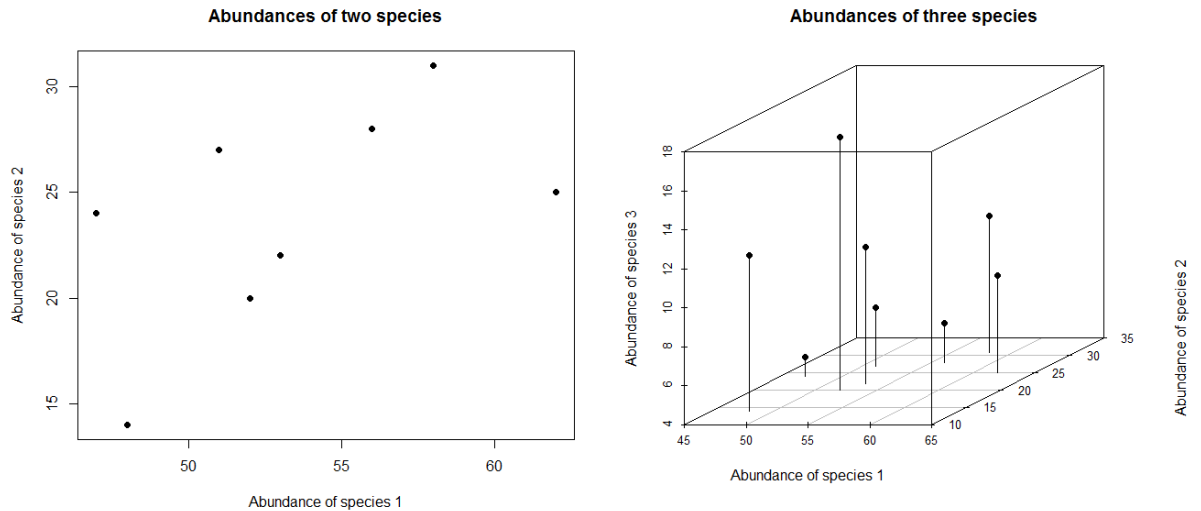 Abundances of two species
30
25
20
15
Abundance of species 2
50 55 60
Abundance of species 1
Abundances of three species
18
16
14
12
10
8
6
4
Abundance of species 3
45 50 55 60 65
Abundance of species 1
10
15
20
25
30
35
Abundance of species 2